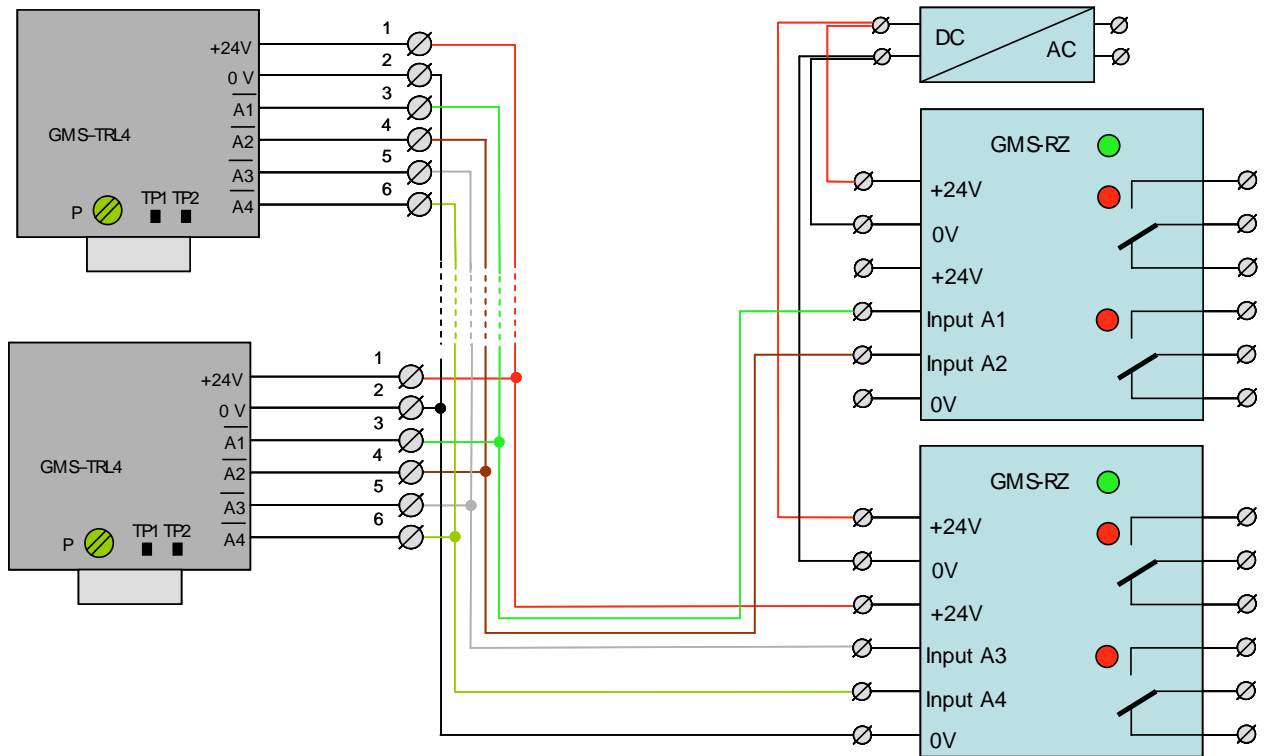 +24V 1
0 V 2
A1 3
GMS-TRL4
A2 4
A3 5
A4 6
P TP1 TP2
+24V 1
0 V 2
A1 3
GMS-TRL4
A2 4
A3 5
A4 6
P TP1 TP2
DC
AC
GMS-RZ
+24V
0V
+24V
Input A1
Input A2
0V
GMS-RZ
+24V
0V
+24V
Input A3
Input A4
0V